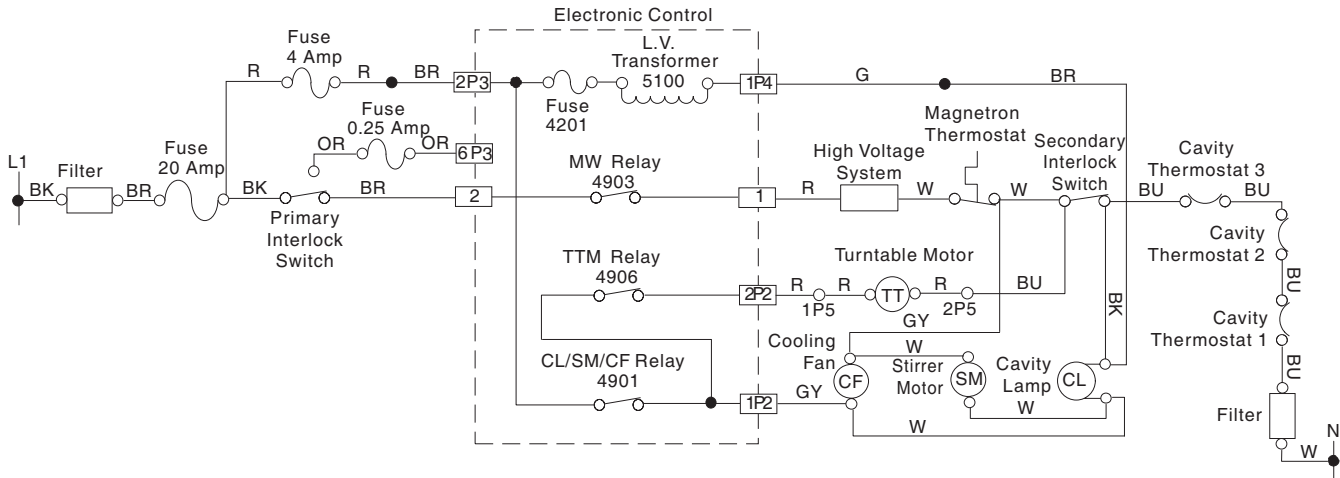 Electronic Control
Fuse
4 Amp
R
R
BR
2P3
L.V.
Transformer
5100
1P4
G
BR
Fuse
4201
Fuse
0.25 Amp
OR
OR
6P3
Magnetron
Thermostat
L1
Filter
Fuse
20 Amp
BK
BR
BK
BR
2
Primary
Interlock
Switch
MW Relay
4903
1
R
High Voltage
System
W
W
Secondary
Interlock
Switch
BU
Cavity
Thermostat 3
BU
Cavity
Thermostat 2
BU
Cavity
Thermostat 1
BU
TTM Relay
4906
2P2
R
1P5
R
Turntable Motor
TT
R
2P5
BU
BK
GY
Cooling
Fan
W
CL/SM/CF Relay
4901
1P2
GY
CF
Stirrer
Motor
SM
Cavity
Lamp
CL
W
W
Filter
W
N